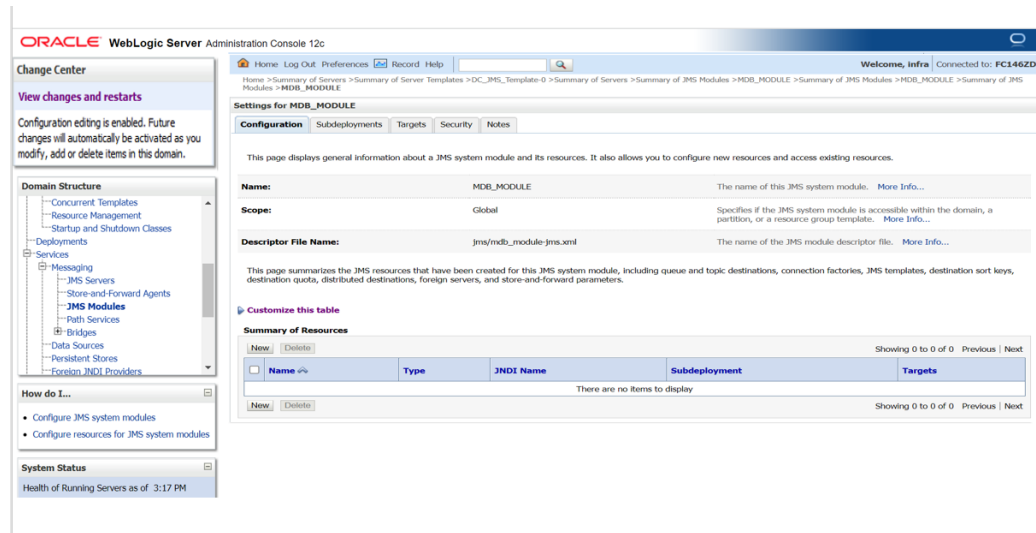 ORACLE WebLogic Server Administration Console 12c
Change Center
View changes and restarts
Configuration editing is enabled. Future
changes will automatically be activated as you
modify, add or delete items in this domain.
Domain Structure
Concurrent Templates
Resource Management
Startup and Shutdown Classes
Deployments
Services
Messaging
JMS Servers
Store-and-Forward Agents
JMS Modules
Path Services
Bridges
Data Sources
Persistent Stores
Foreign JNDI Providers
How do I...
Configure JMS system modules
Configure resources for JMS system modules
System Status
Health of Running Servers as of 3:17 PM
Home Log Out Preferences Record Help
Welcome, infra Connected to: FC146ZD
Home >Summary of Servers >Summary of Server Templates >DC_JMS_Template-0 >Summary of Servers >Summary of JMS Modules >MDB_MODULE >Summary of JMS Modules >MDB_MODULE >Summary of JMS
Modules >MDB_MODULE
Settings for MDB_MODULE
Configuration Subdeployments Targets Security Notes
This page displays general information about a JMS system module and its resources. It also allows you to configure new resources and access existing resources.
Name: MDB_MODULE The name of this JMS system module. More Info...
Scope: Global Specifies if the JMS system module is accessible within the domain, a
partition, or a resource group template. More Info...
Descriptor File Name: jms/mdb_module-jms.xml The name of the JMS module descriptor file. More Info...
This page summarizes the JMS resources that have been created for this JMS system module, including queue and topic destinations, connection factories, JMS templates, destination sort keys,
destination quota, distributed destinations, foreign servers, and store-and-forward parameters.
Customize this table
Summary of Resources
New Delete Showing 0 to 0 of 0 Previous | Next
Name Type JNDI Name Subdeployment Targets
There are no items to display
New Delete Showing 0 to 0 of 0 Previous | Next